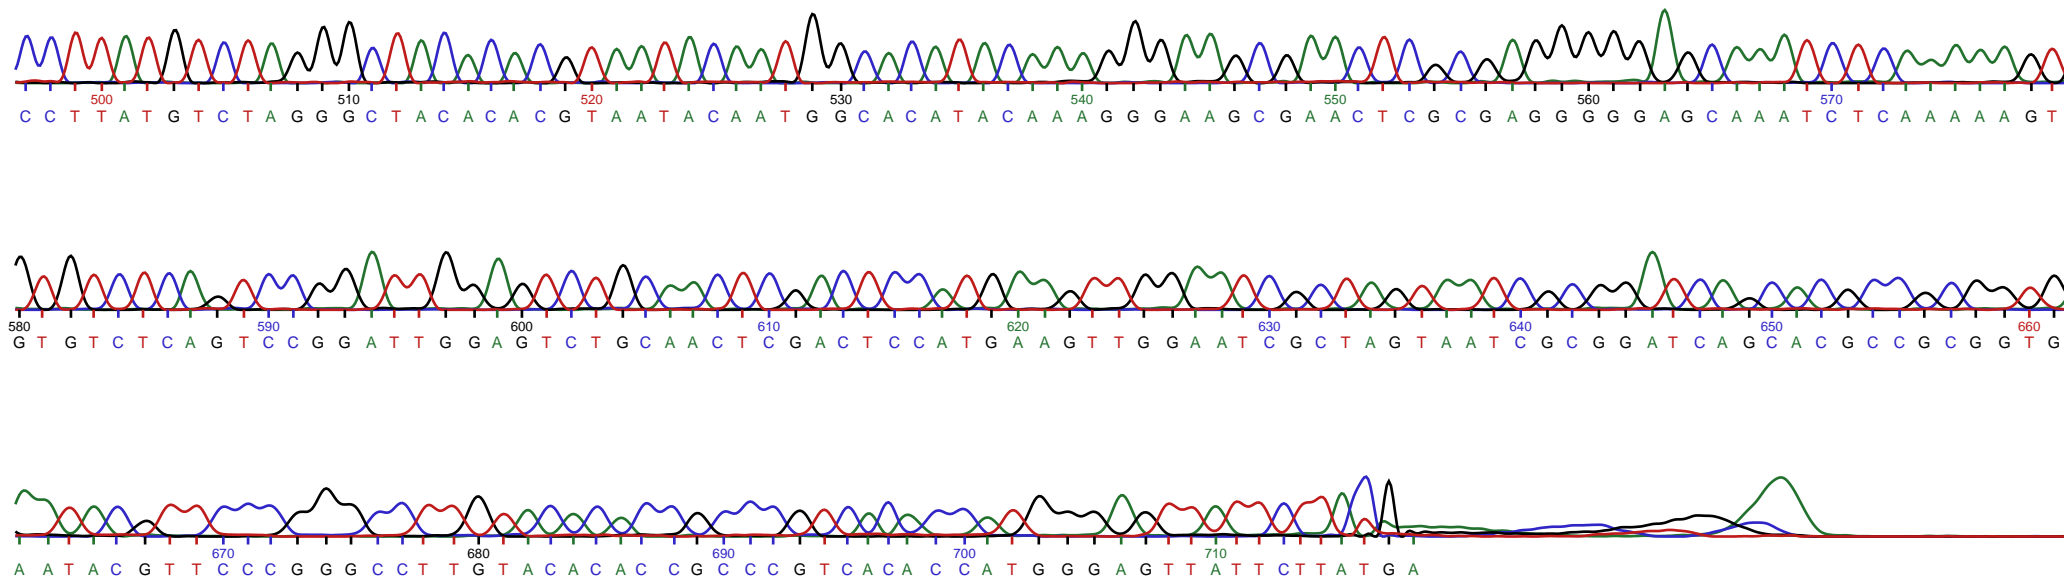 500 510 520 530 540 550 560 570
C C T T A T G T C T A G G G C T A C A C A C G T A A T A C A A T G G C A C A T A C A A A G G G A A G C G A A C T C G C G A G G G G G A G C A A A T C T C A A A A A G T
580 590 600 610 620 630 640 650 660
G T G T C T C A G T C C G G A T T G G A G T C T G C A A C T C G A C T C C A T G A A G T T G G A A T C G C T A G T A A T C G C G G A T C A G C A C G C C G C G G T G
670 680 690 700 710
A A T A C G T T C C C G G G C C T T G T A C A C A C C G C C C G T C A C A C C A T G G G A G T T A T T C T T A T G A